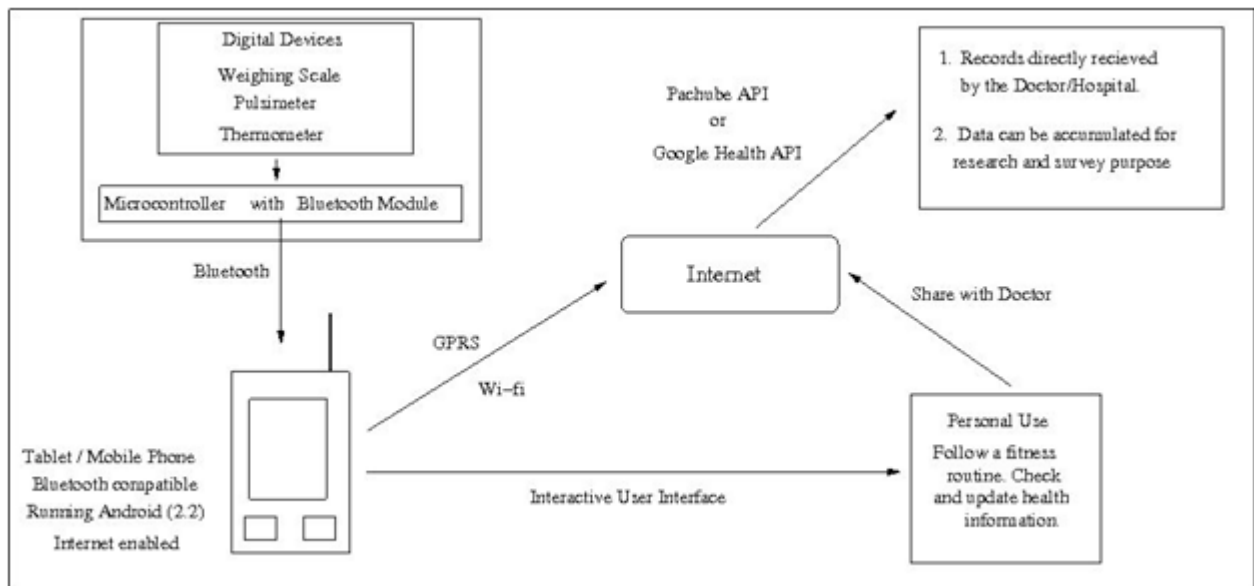 Digital Devices
Weighing Scale
Pulsimeter
Thermometer
Microcontroller with Bluetooth Module
Bluetooth
Tablet / Mobile Phone
Bluetooth compatible
Running Android (2.2)
Internet enabled
GPRS
Wi-fi
Interactive User Interface
Internet
Pachube API
or
Google Health API
1. Records directly recieved
by the Doctor/Hospital.
2. Data can be accumulated for
research and survey purpose
Share with Doctor
Personal Use
Follow a fitness
routine. Check
and update health
information.